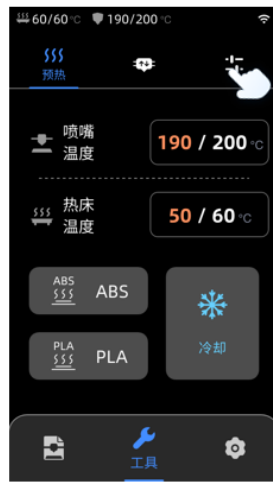 60/60℃ 190/200℃
预热
喷嘴
温度
190 / 200 ℃
热床
温度
50 / 60 ℃
ABS
ABS
PLA
PLA
冷却
工具